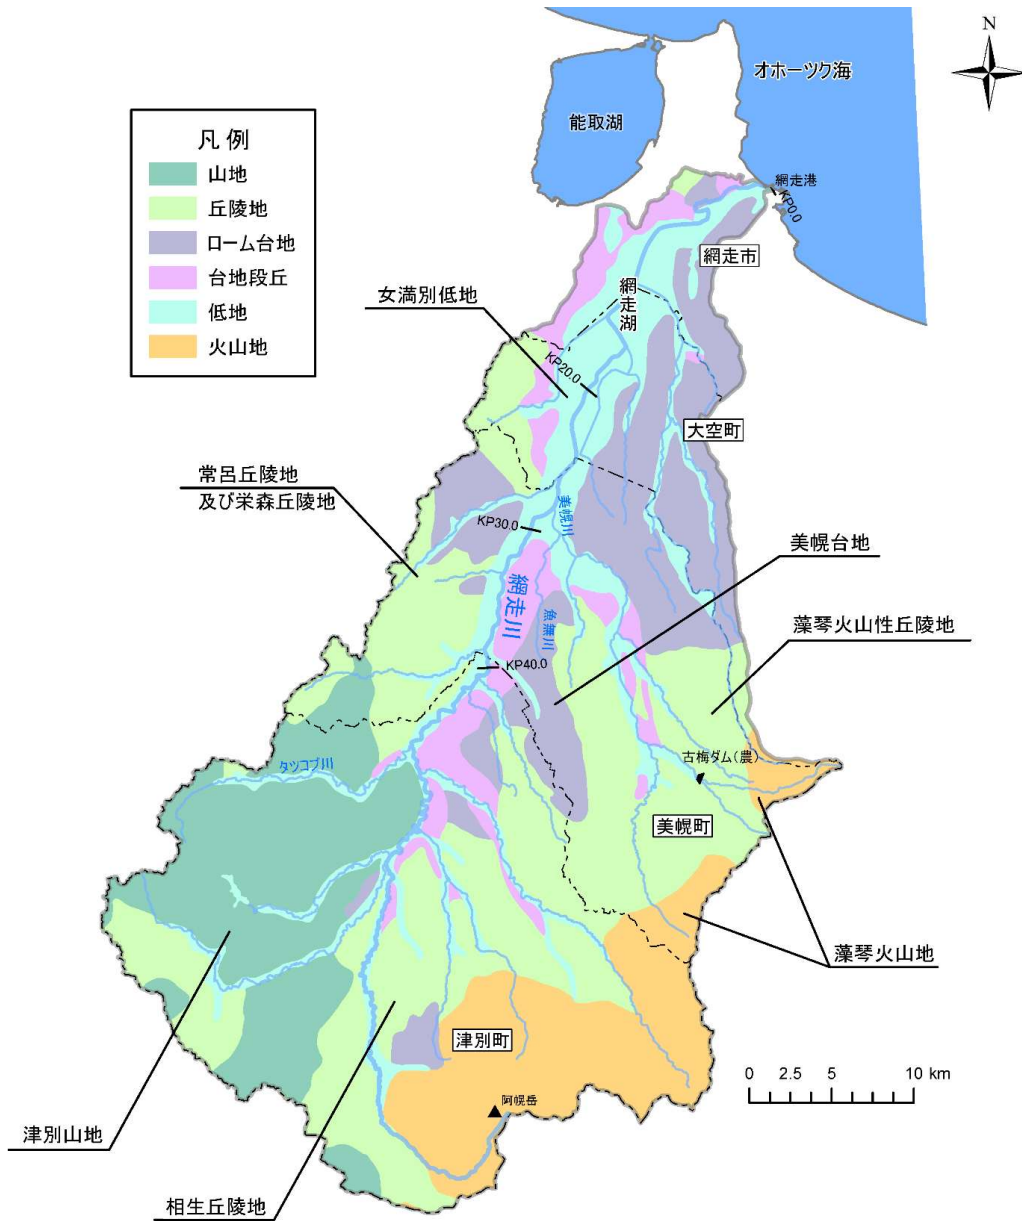 N
オホーツク海
能取湖
凡例
山地
丘陵地
ローム台地
台地段丘
低地
火山地
網走港
KP0.0
網走市
女満別低地
網走湖
KP20.0
大空町
常呂丘陵地
及び栄森丘陵地
KP30.0
美幌川
美幌台地
網走川
魚無川
藻琴火山性丘陵地
KP40.0
古梅ダム(農)
タツコブ川
美幌町
藻琴火山地
津別町
0 2.5 5 10 km
阿幌岳
津別山地
相生丘陵地